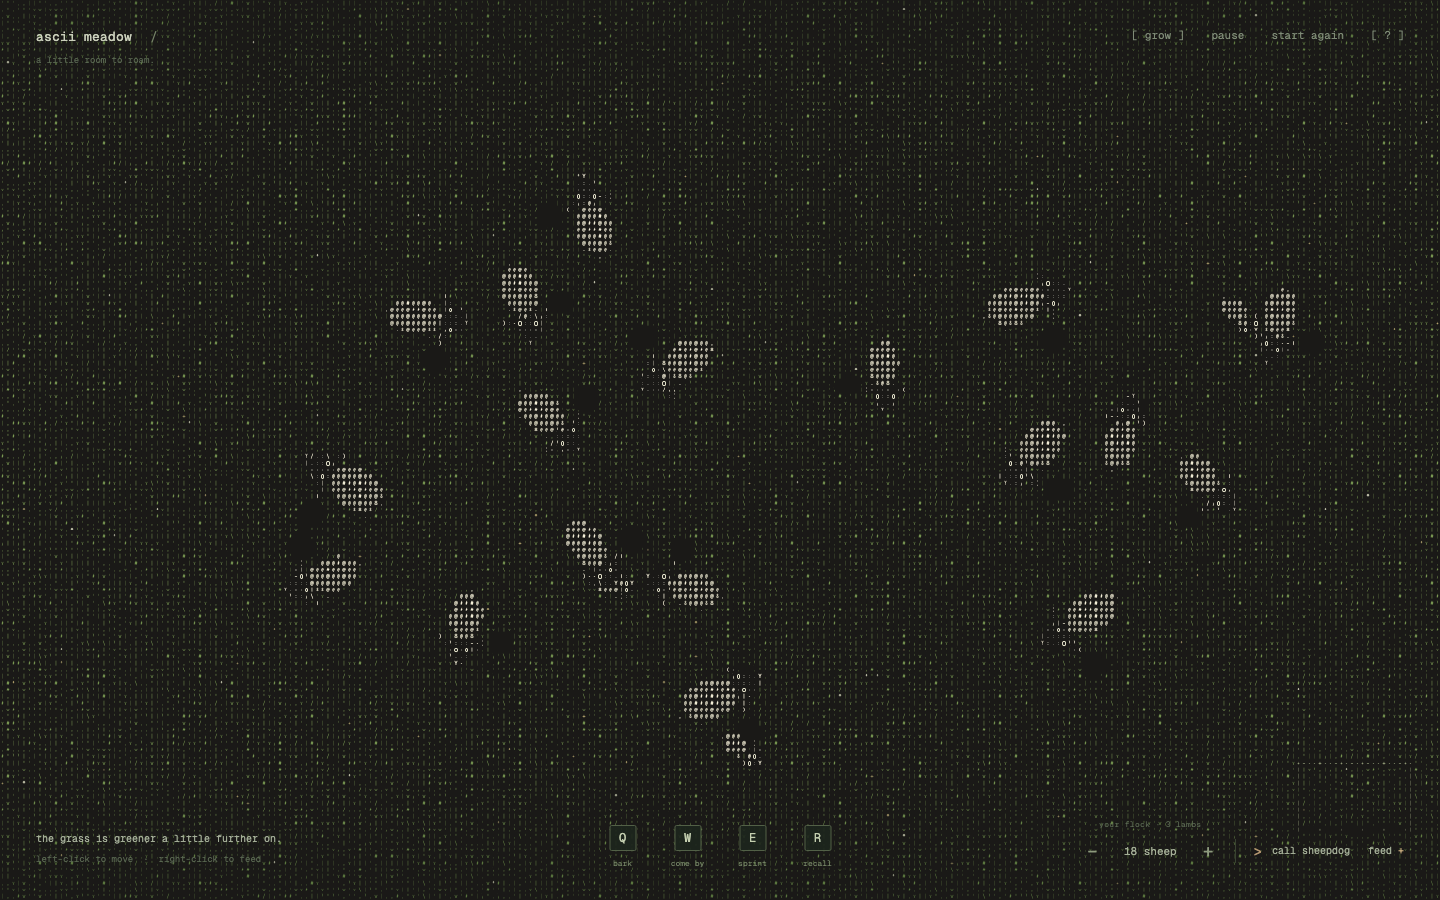 ascii meadow /
a little room to roam
[ grow ] pause start again [ ? ]
the grass is greener a little further on.
left-click to move · right-click to feed
Q W E R
bark come by sprint recall
your flock · 3 lambs
− 18 sheep + > call sheepdog feed +